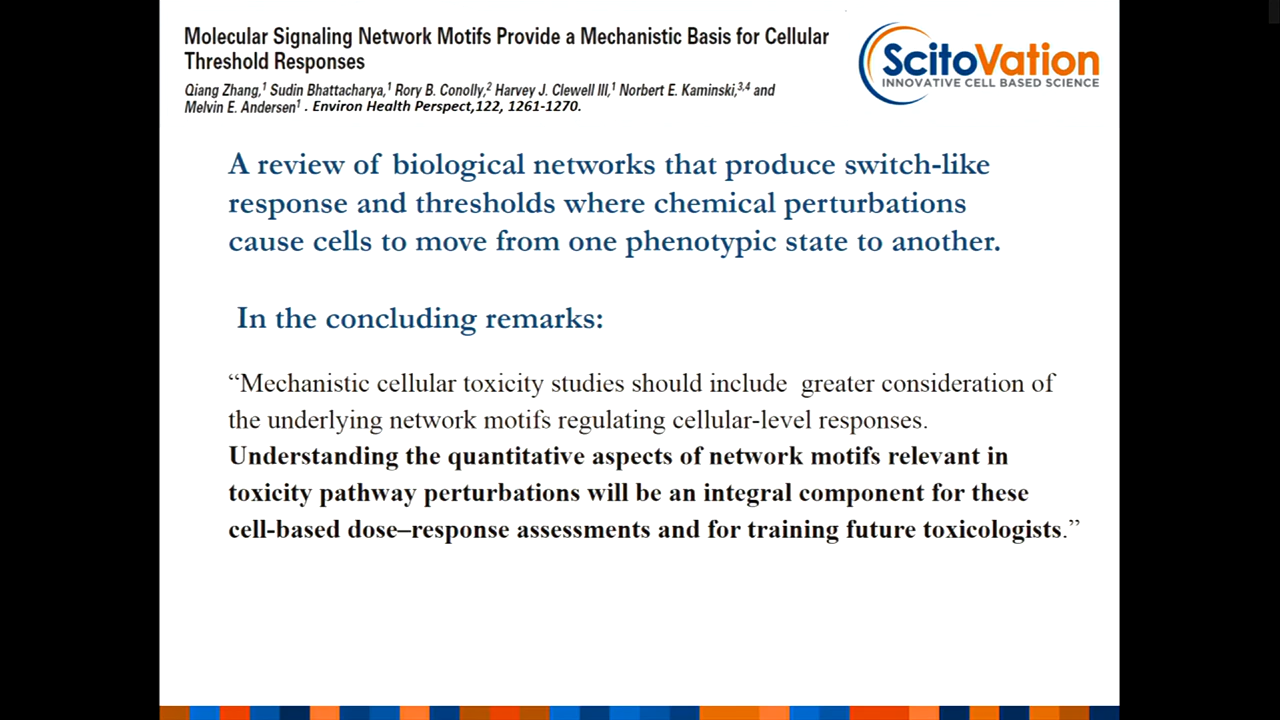 Molecular Signaling Network Motifs Provide a Mechanistic Basis for Cellular
Threshold Responses
Qiang Zhang,¹ Sudin Bhattacharya,¹ Rory B. Conolly,² Harvey J. Clewell III,¹ Norbert E. Kaminski,³,⁴ and
Melvin E. Andersen¹ . Environ Health Perspect,122, 1261-1270.
ScitoVation
INNOVATIVE CELL BASED SCIENCE
A review of biological networks that produce switch-like
response and thresholds where chemical perturbations
cause cells to move from one phenotypic state to another.
In the concluding remarks:
“Mechanistic cellular toxicity studies should include greater consideration of
the underlying network motifs regulating cellular-level responses.
Understanding the quantitative aspects of network motifs relevant in
toxicity pathway perturbations will be an integral component for these
cell-based dose–response assessments and for training future toxicologists.”